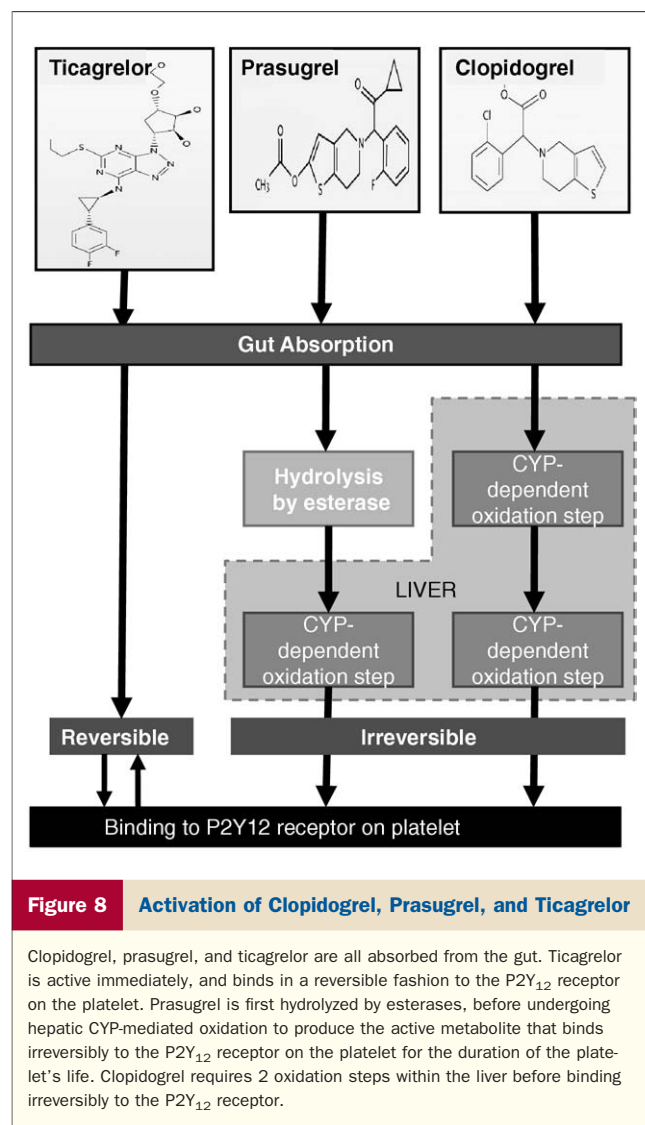 Ticagrelor
Prasugrel
Clopidogrel
O
O
O
O
S
N
N
N
N
N
N
F
F
O
O
CH₃
O
S
N
F
O
O
Cl
N
S
Gut Absorption
Hydrolysis
by esterase
CYP-
dependent
oxidation step
LIVER
CYP-
dependent
oxidation step
CYP-
dependent
oxidation step
Reversible
Irreversible
Binding to P2Y12 receptor on platelet
Figure 8
Activation of Clopidogrel, Prasugrel, and Ticagrelor
Clopidogrel, prasugrel, and ticagrelor are all absorbed from the gut. Ticagrelor
is active immediately, and binds in a reversible fashion to the P2Y₁₂ receptor
on the platelet. Prasugrel is first hydrolyzed by esterases, before undergoing
hepatic CYP-mediated oxidation to produce the active metabolite that binds
irreversibly to the P2Y₁₂ receptor on the platelet for the duration of the plate-
let's life. Clopidogrel requires 2 oxidation steps within the liver before binding
irreversibly to the P2Y₁₂ receptor.